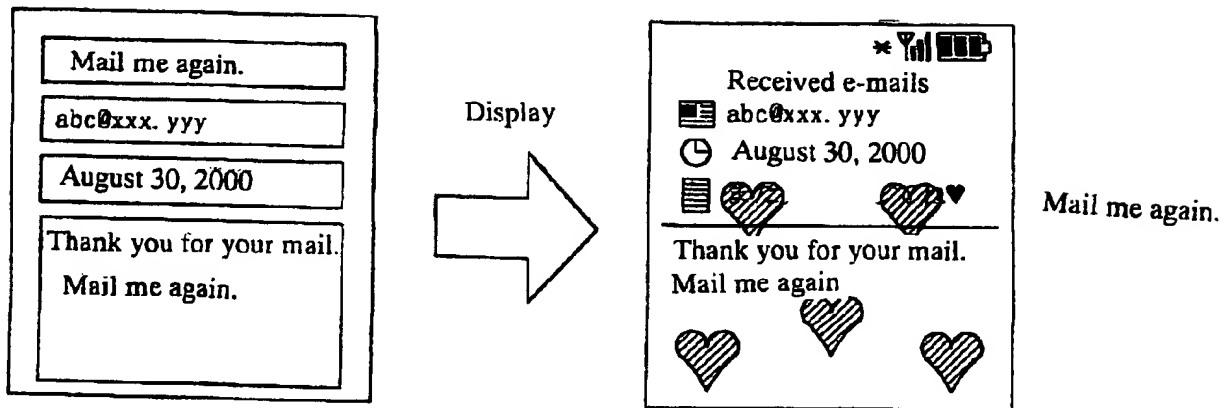 Mail me again.
abc@xxx. yyy
August 30, 2000
Thank you for your mail.
Mail me again.
Display
Received e-mails
abc@xxx. yyy
August 30, 2000
Thank you for your mail.
Mail me again
Mail me again.